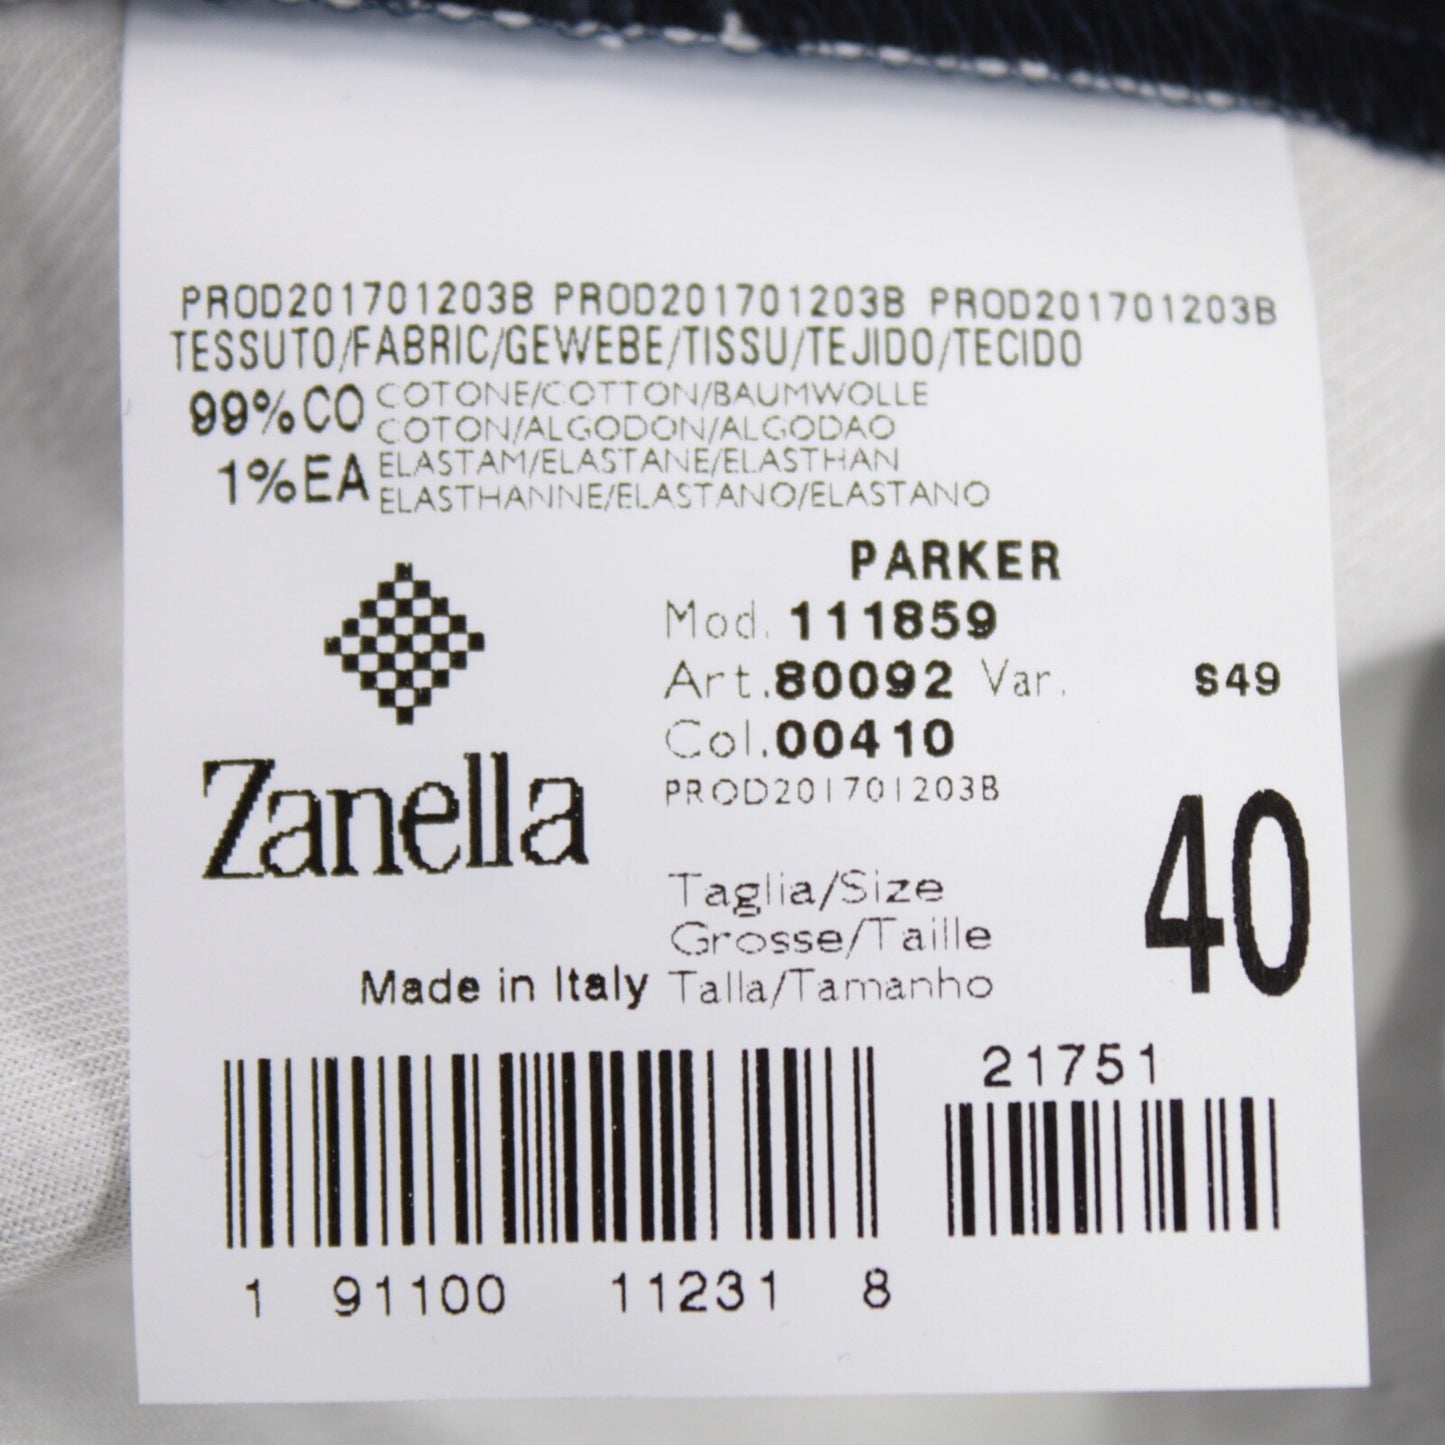 PROD201701203B PROD201701203B PROD201701203B
TESSUTO/FABRIC/GEWEBE/TISSU/TEJIDO/TECIDO
99%CO COTONE/COTTON/BAUMWOLLE
COTON/ALGODON/ALGODAO
1%EA ELASTAM/ELASTANE/ELASTHAN
ELASTHANNE/ELASTANO/ELASTANO
PARKER
Mod. 111859
Art.80092 Var. S49
Col.00410
PROD201701203B
Zanella
Taglia/Size
Grosse/Taille
Talla/Tamanho
40
Made in Italy
21751
1 91100 11231 8